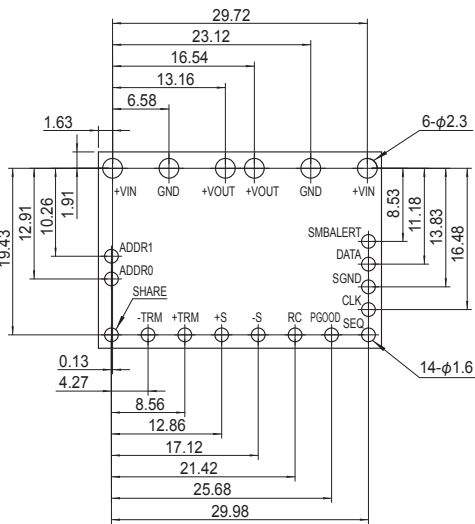 29.72
23.12
16.54
13.16
6.58
1.63
6-ϕ2.3
+VIN GND +VOUT +VOUT GND +VIN
1.91
10.26
12.91
19.43
8.53
11.18
13.83
16.48
SMBALERT
ADDR1
DATA
ADDR0
SGND
SHARE
CLK
-TRM +TRM +S -S RC PGOOD SEQ
0.13
14-ϕ1.6
4.27
8.56
12.86
17.12
21.42
25.68
29.98